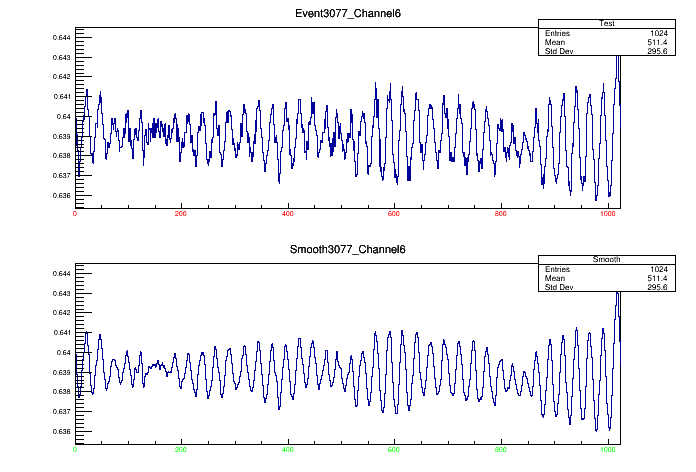 Event3077_Channel6
Test
Entries 1024
Mean 511.4
Std Dev 295.6
0.644
0.643
0.642
0.641
0.64
0.639
0.638
0.637
0.636
0 200 400 600 800 1000
Smooth3077_Channel6
Smooth
Entries 1024
Mean 511.4
Std Dev 295.6
0.644
0.643
0.642
0.641
0.64
0.639
0.638
0.637
0.636
0 200 400 600 800 1000